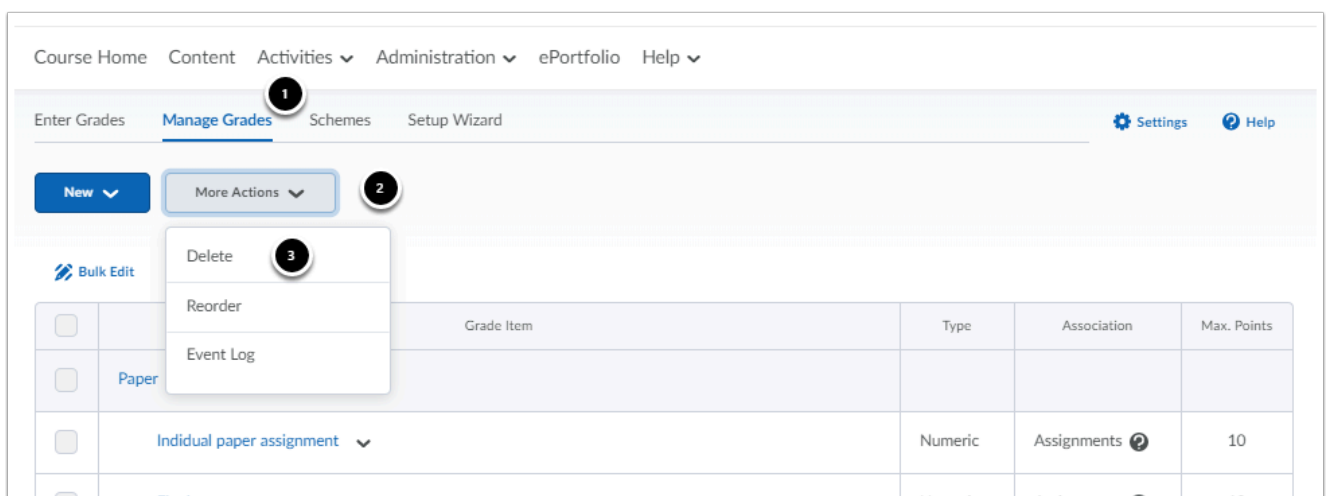 Course Home Content Activities Administration ePortfolio Help
1
Enter Grades Manage Grades Schemes Setup Wizard Settings Help
New More Actions 2
Delete 3
Bulk Edit
Reorder
Grade Item Type Association Max. Points
Event Log
Paper
Indidual paper assignment Numeric Assignments ? 10